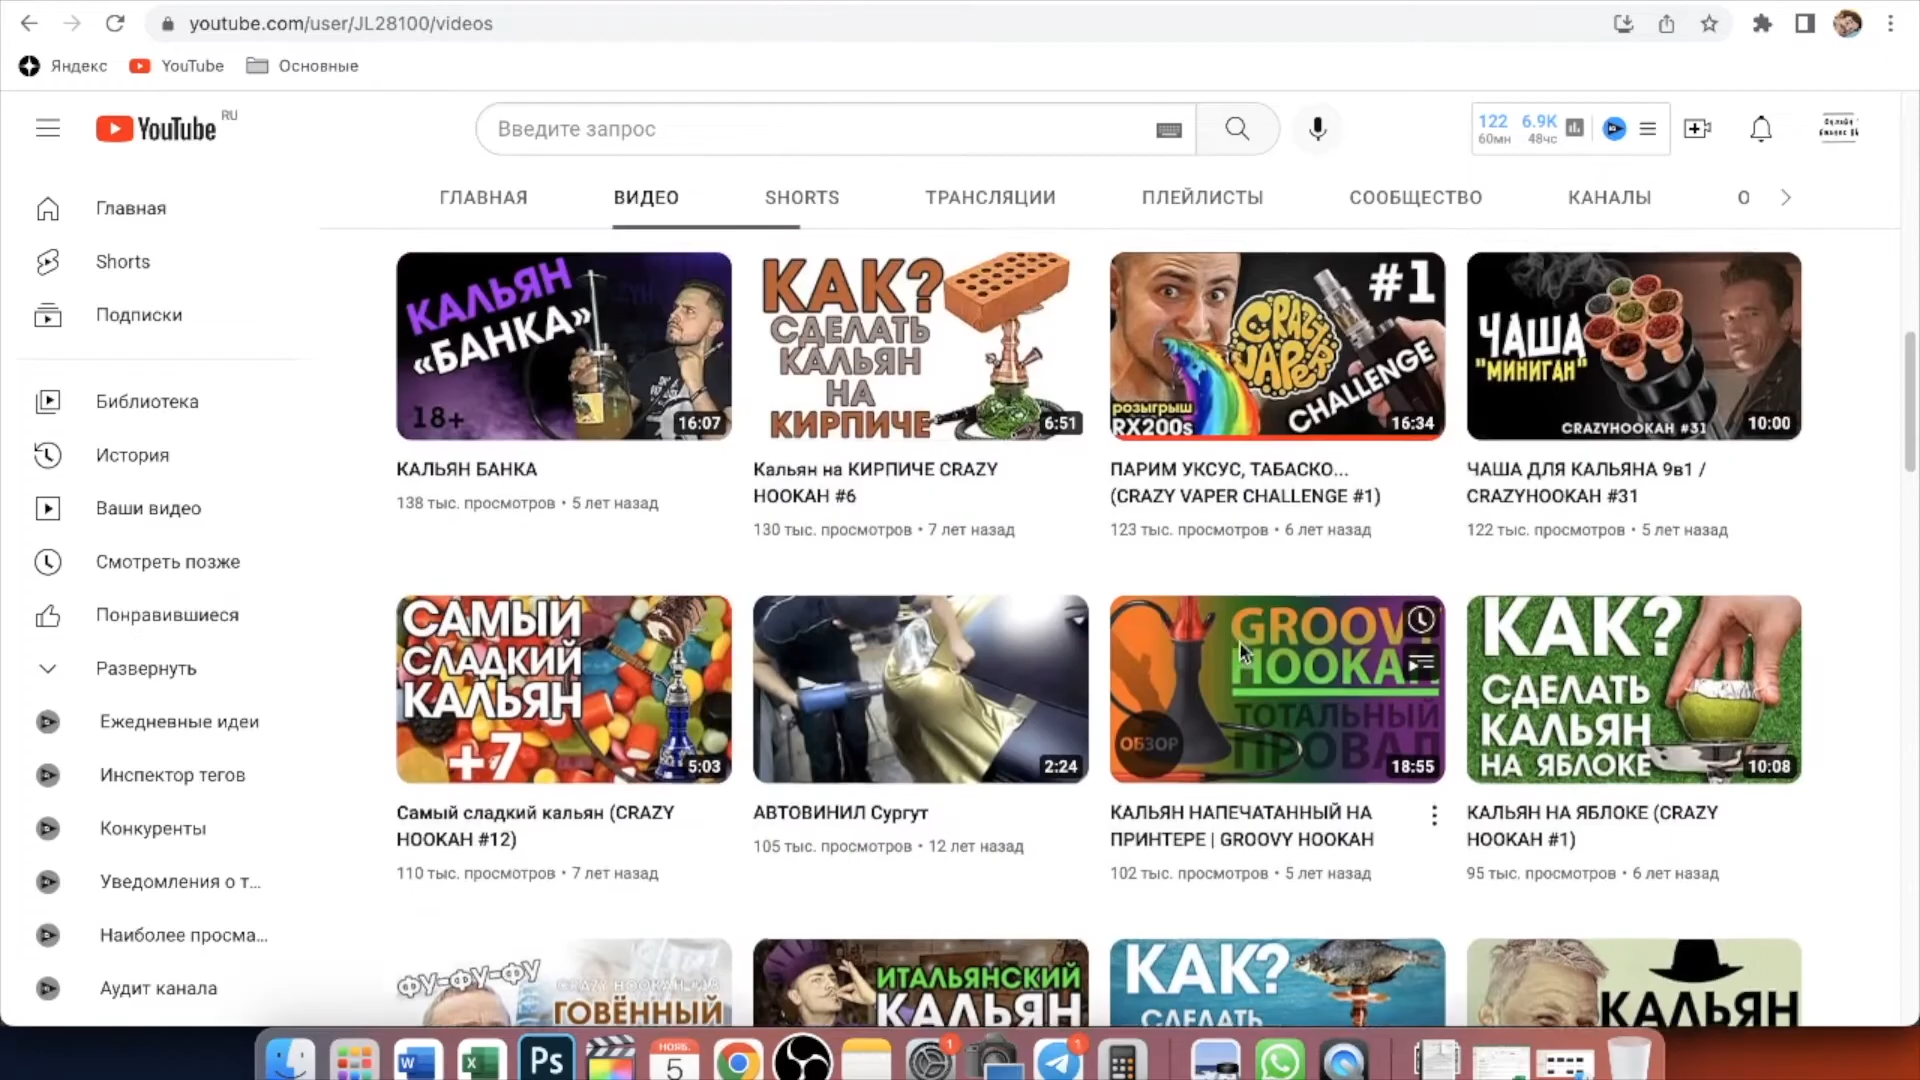 youtube.com/user/JL28100/videos
Яндекс
YouTube
Основные
YouTube RU
Введите запрос
122 6.9K
60мн 48чс
ГЛАВНАЯ
ВИДЕО
SHORTS
ТРАНСЛЯЦИИ
ПЛЕЙЛИСТЫ
СООБЩЕСТВО
КАНАЛЫ
О
Главная
Shorts
Подписки
Библиотека
История
Ваши видео
Смотреть позже
Понравившиеся
Развернуть
Ежедневные идеи
Инспектор тегов
Конкуренты
Уведомления о т...
Наиболее просма...
Аудит канала
КАЛЬЯН
«БАНКА»
18+
16:07
КАЛЬЯН БАНКА
138 тыс. просмотров • 5 лет назад
КАК?
СДЕЛАТЬ
КАЛЬЯН
НА
КИРПИЧЕ
6:51
Кальян на КИРПИЧЕ CRAZY
HOOKAH #6
130 тыс. просмотров • 7 лет назад
#1
CRAZY
VAPER
CHALLENGE
розыгрыш
RX200s
16:34
ПАРИМ УКСУС, ТАБАСКО...
(CRAZY VAPER CHALLENGE #1)
123 тыс. просмотров • 6 лет назад
ЧАША
"МИНИГАН"
CRAZYHOOKAH #31
10:00
ЧАША ДЛЯ КАЛЬЯНА 9в1 /
CRAZYHOOKAH #31
122 тыс. просмотров • 5 лет назад
САМЫЙ
СЛАДКИЙ
КАЛЬЯН
+7
5:03
Самый сладкий кальян (CRAZY
HOOKAH #12)
110 тыс. просмотров • 7 лет назад
2:24
АВТОВИНИЛ Сургут
105 тыс. просмотров • 12 лет назад
GROOVY
HOOKAH
ТОТАЛЬНЫЙ
ПРОВАЛ
ОБЗОР
18:55
КАЛЬЯН НАПЕЧАТАННЫЙ НА
ПРИНТЕРЕ | GROOVY HOOKAH
102 тыс. просмотров • 5 лет назад
КАК?
СДЕЛАТЬ
КАЛЬЯН
НА ЯБЛОКЕ
10:08
КАЛЬЯН НА ЯБЛОКЕ (CRAZY
HOOKAH #1)
95 тыс. просмотров • 6 лет назад
ФУ-ФУ-ФУ
ГОВЁННЫЙ
ИТАЛЬЯНСКИЙ
КАЛЬЯН
КАК?
СДЕЛАТЬ
КАЛЬЯН
W
X
Ps
НОЯБ.
5
1
1